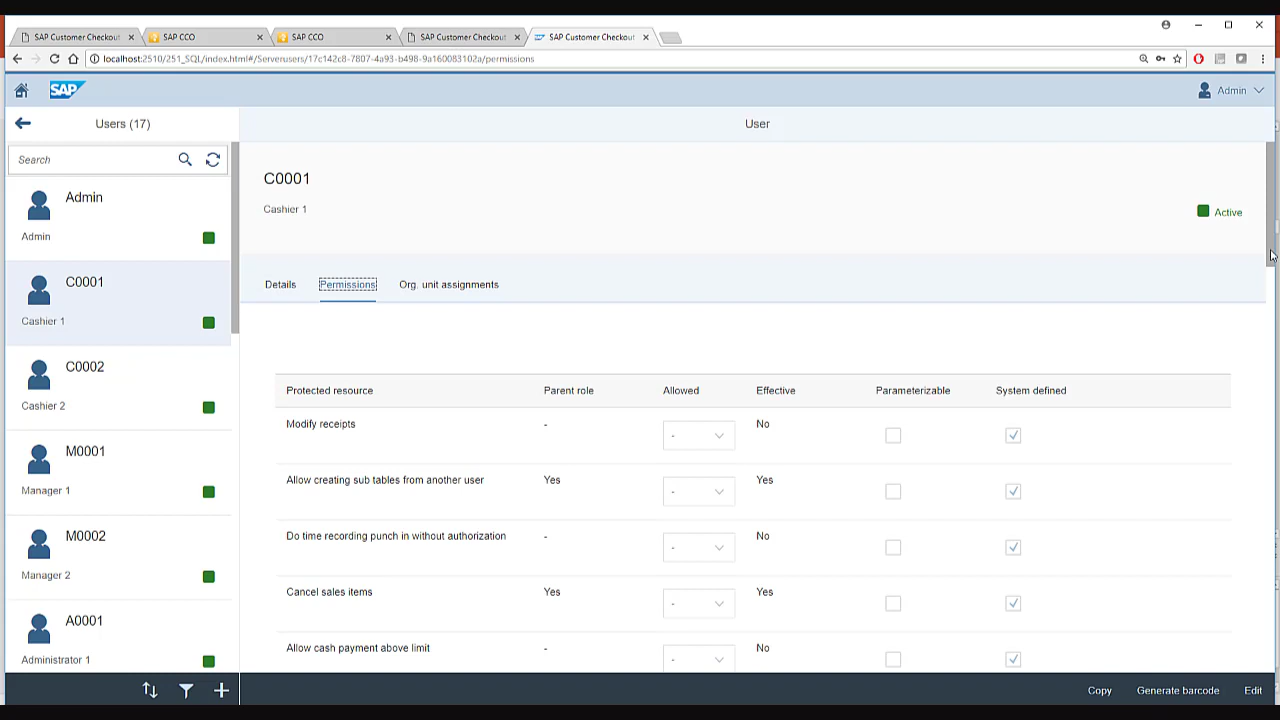 SAP Customer Checkout
SAP CCO
SAP CCO
SAP Customer Checkout
SAP Customer Checkout
localhost:2510/251_SQL/index.html#/Serverusers/17c142c8-7807-4a93-b498-9a160083102a/permissions
SAP
Admin
Users (17)
User
Search
Admin
Admin
C0001
Cashier 1
C0002
Cashier 2
M0001
Manager 1
M0002
Manager 2
A0001
Administrator 1
C0001
Cashier 1
Active
Details Permissions Org. unit assignments
Protected resource Parent role Allowed Effective Parameterizable System defined
Modify receipts - - No
Allow creating sub tables from another user Yes - Yes
Do time recording punch in without authorization - - No
Cancel sales items Yes - Yes
Allow cash payment above limit - - No
Copy Generate barcode Edit